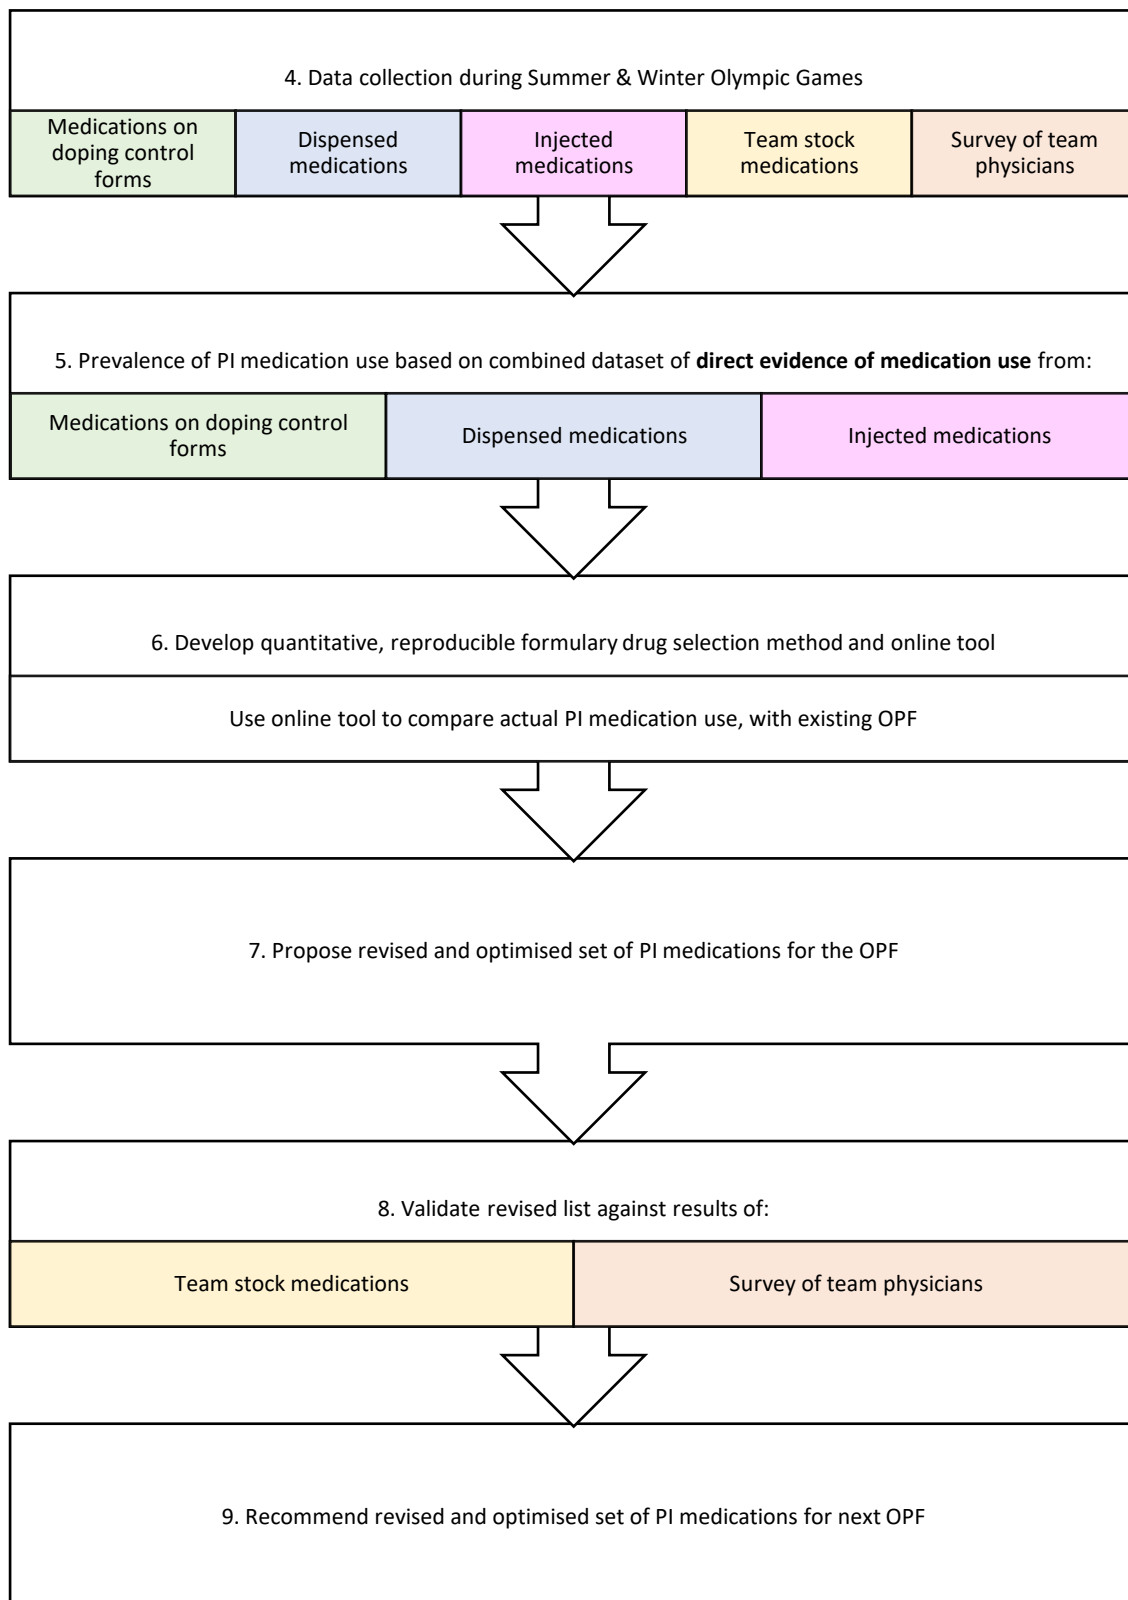 4. Data collection during Summer & Winter Olympic Games
Medications on
doping control
forms
Dispensed
medications
Injected
medications
Team stock
medications
Survey of team
physicians
5. Prevalence of PI medication use based on combined dataset of direct evidence of medication use from:
Medications on doping control
forms
Dispensed medications
Injected medications
6. Develop quantitative, reproducible formulary drug selection method and online tool
Use online tool to compare actual PI medication use, with existing OPF
7. Propose revised and optimised set of PI medications for the OPF
8. Validate revised list against results of:
Team stock medications
Survey of team physicians
9. Recommend revised and optimised set of PI medications for next OPF